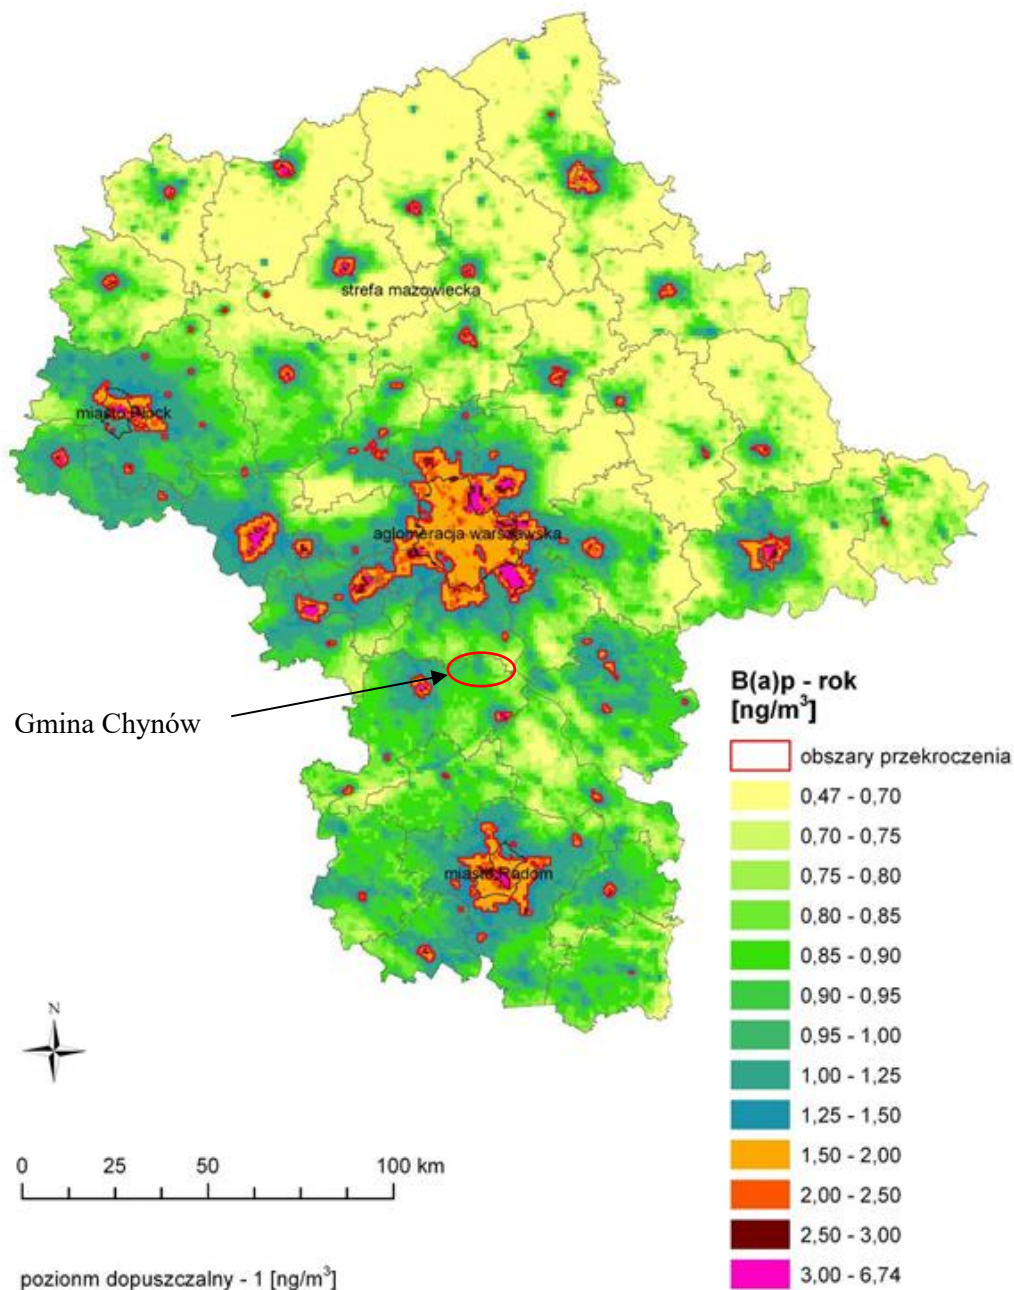 strefa mazowiecka
miasto Płock
aglomeracja warszawska
Gmina Chynów
miasto Radom
B(a)p - rok
[ng/m³]
obszary przekroczenia
0,47 - 0,70
0,70 - 0,75
0,75 - 0,80
0,80 - 0,85
0,85 - 0,90
0,90 - 0,95
0,95 - 1,00
1,00 - 1,25
1,25 - 1,50
1,50 - 2,00
2,00 - 2,50
2,50 - 3,00
3,00 - 6,74
N
0 25 50 100 km
pozionm dopuszczalny - 1 [ng/m³]